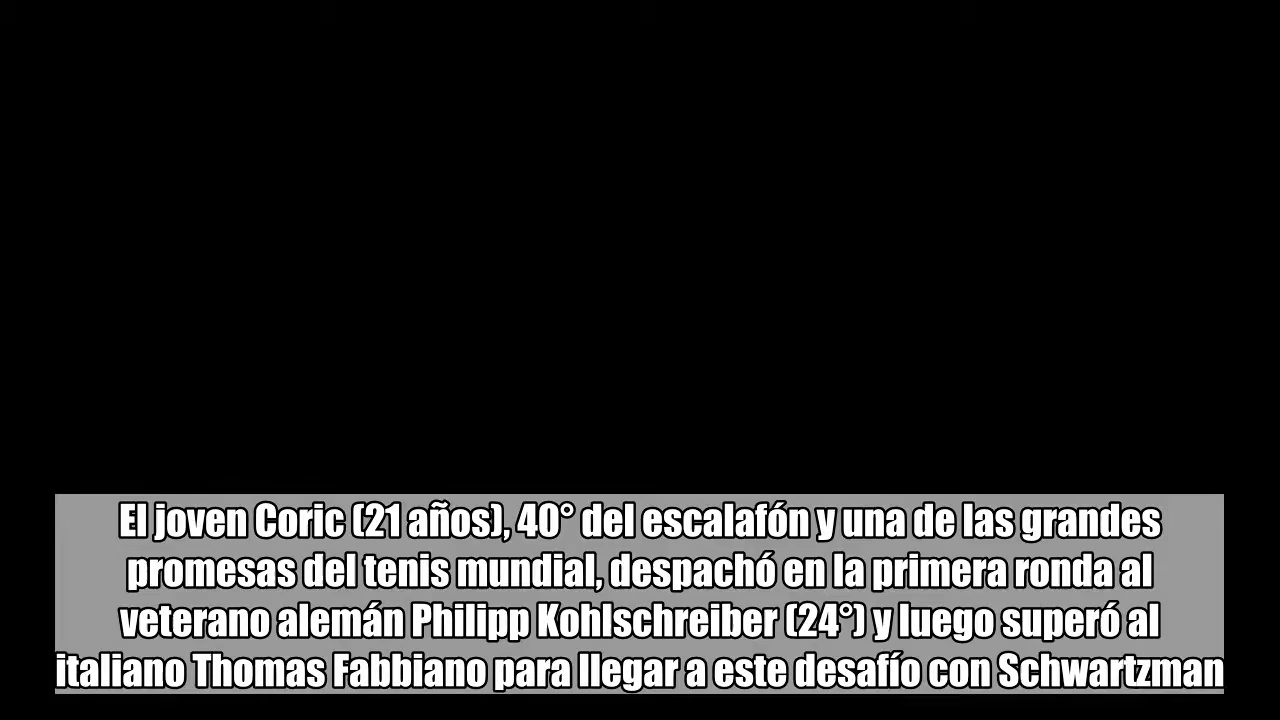 El joven Coric (21 años), 40° del escalafón y una de las grandes
promesas del tenis mundial, despachó en la primera ronda al
veterano alemán Philipp Kohlschreiber (24°) y luego superó al
italiano Thomas Fabbiano para llegar a este desafío con Schwartzman